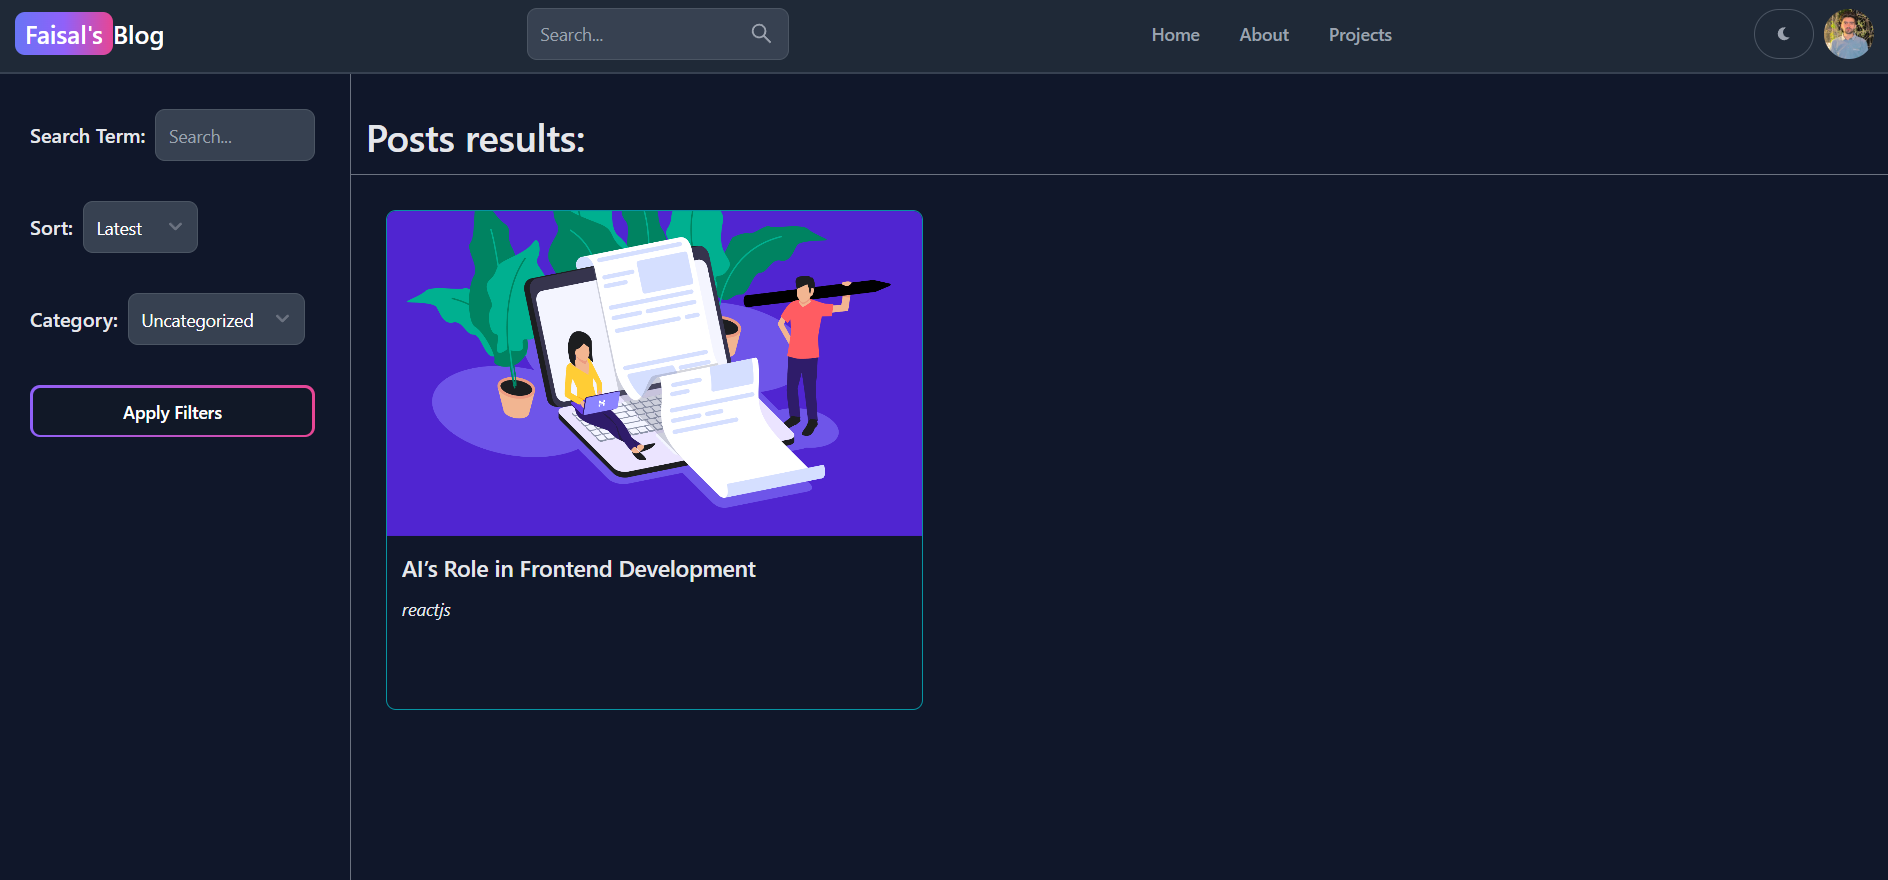 Faisal's Blog
Search...
Home
About
Projects
Search Term:
Search...
Sort:
Latest
Category:
Uncategorized
Apply Filters
Posts results:
AI’s Role in Frontend Development
reactjs